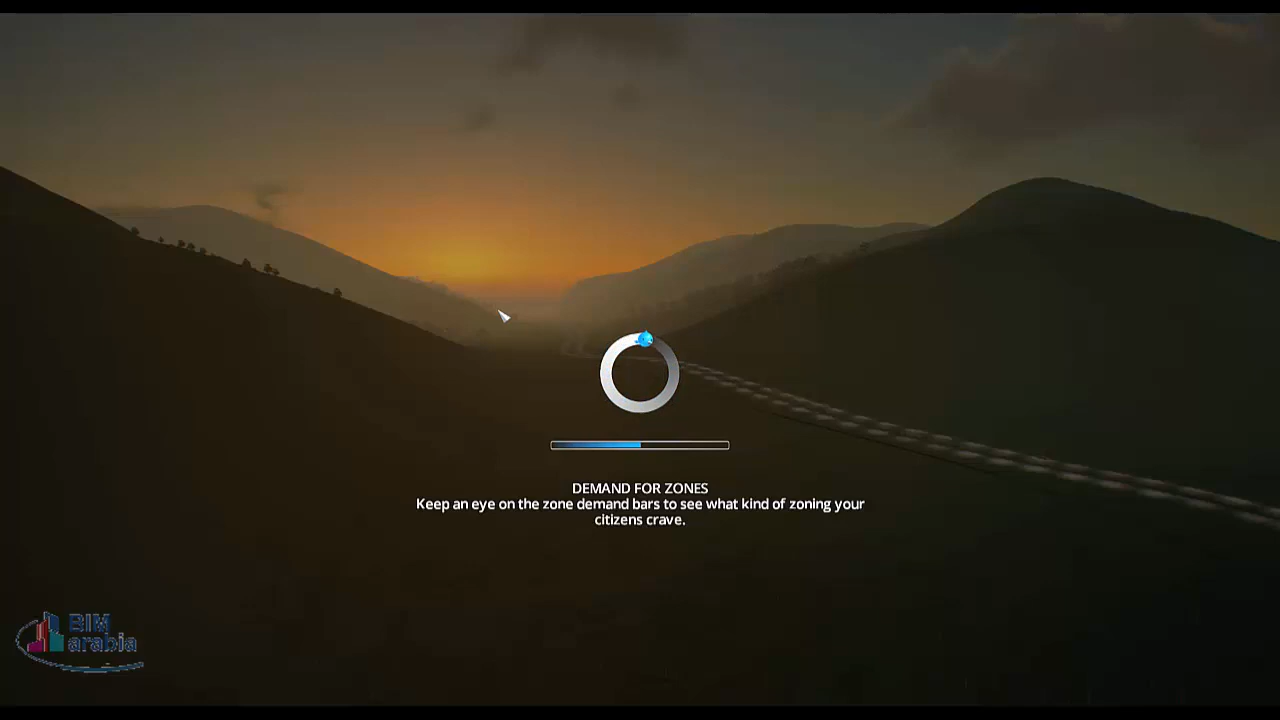 DEMAND FOR ZONES
Keep an eye on the zone demand bars to see what kind of zoning your
citizens crave.
BIM
arabia